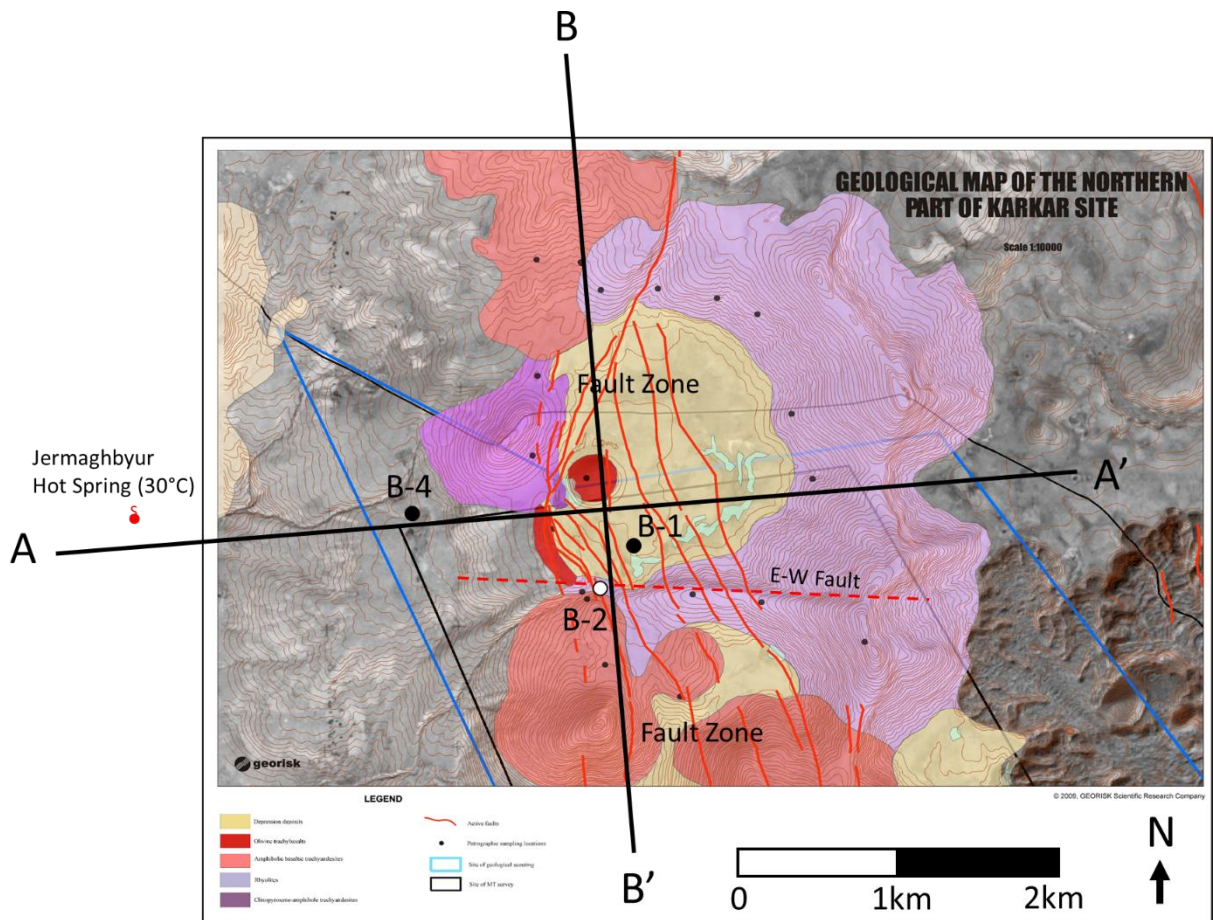 B
GEOLOGICAL MAP OF THE NORTHERN
PART OF KARKAR SITE
Scale 1:10000
Fault Zone
Jermaghbyur
Hot Spring (30°C)
B-4
A'
A
B-1
E-W Fault
B-2
Fault Zone
georisk
© 2009, GEORISK Scientific Research Company
LEGEND
Depression deposits
Olivine trachybasalts
Amphibolic basaltic trachyandesites
Rhyolites
Clinopyroxene-amphibole trachyandesites
Active faults
Petrographic sampling locations
Site of geological scouting
Site of MT survey
N
0 1km 2km
B'